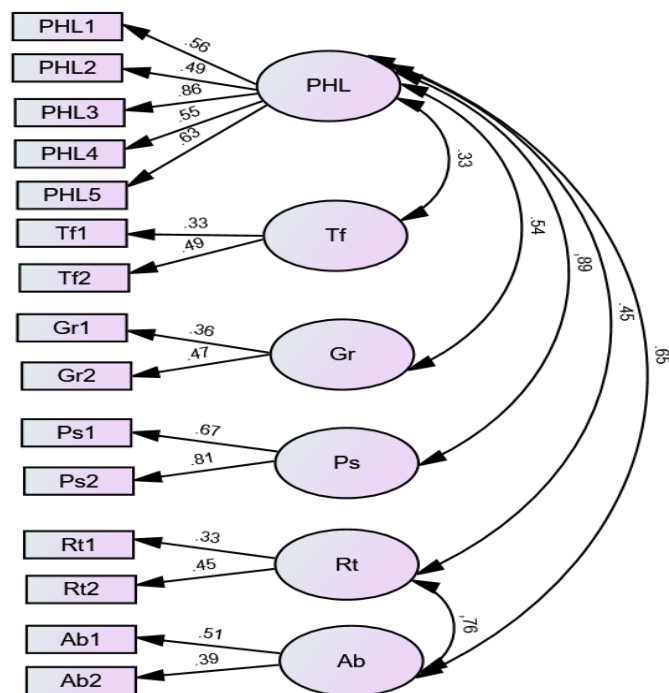 PHL1
.56
PHL2
.49
PHL
.86
PHL3
.55
PHL4
.63
PHL5
.33
Tf1
.33
Tf
.49
Tf2
.54
,89
.45
.65
Gr1
.36
Gr
.47
Gr2
Ps1
.67
Ps
.81
Ps2
Rt1
.33
Rt
.45
Rt2
,76
Ab1
.51
Ab
.39
Ab2